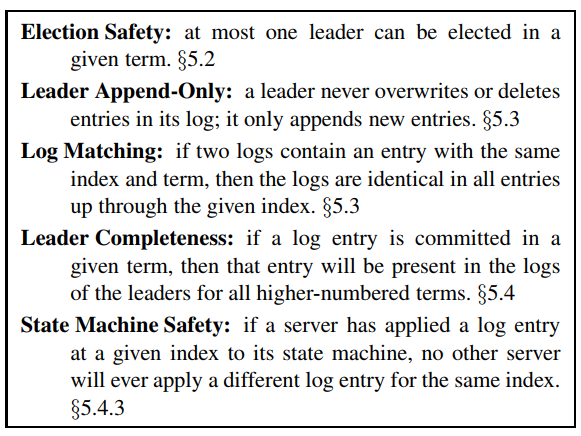 Election Safety: at most one leader can be elected in a
given term. §5.2
Leader Append-Only: a leader never overwrites or deletes
entries in its log; it only appends new entries. §5.3
Log Matching: if two logs contain an entry with the same
index and term, then the logs are identical in all entries
up through the given index. §5.3
Leader Completeness: if a log entry is committed in a
given term, then that entry will be present in the logs
of the leaders for all higher-numbered terms. §5.4
State Machine Safety: if a server has applied a log entry
at a given index to its state machine, no other server
will ever apply a different log entry for the same index.
§5.4.3